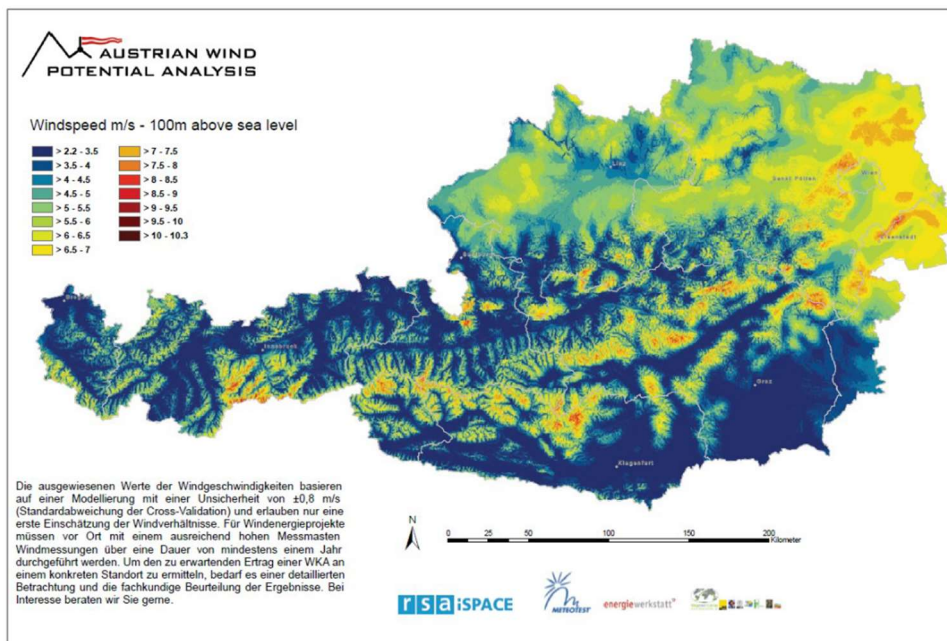 AUSTRIAN WIND
POTENTIAL ANALYSIS
Windspeed m/s - 100m above sea level
> 2.2 - 3.5
> 3.5 - 4
> 4 - 4.5
> 4.5 - 5
> 5 - 5.5
> 5.5 - 6
> 6 - 6.5
> 6.5 - 7
> 7 - 7.5
> 7.5 - 8
> 8 - 8.5
> 8.5 - 9
> 9 - 9.5
> 9.5 - 10
> 10 - 10.3
Linz
Sankt Pölten
Wien
Eisenstadt
Innsbruck
Graz
Klagenfurt
Die ausgewiesenen Werte der Windgeschwindigkeiten basieren
auf einer Modellierung mit einer Unsicherheit von ±0,8 m/s
(Standardabweichung der Cross-Validation) und erlauben nur eine
erste Einschätzung der Windverhältnisse. Für Windenergieprojekte
müssen vor Ort mit einem ausreichend hohen Messmasten
Windmessungen über eine Dauer von mindestens einem Jahr
durchgeführt werden. Um den zu erwartenden Ertrag einer WKA an
einem konkreten Standort zu ermitteln, bedarf es einer detaillierten
Betrachtung und die fachkundige Beurteilung der Ergebnisse. Bei
Interesse beraten wir Sie gerne.
N
0 50 100 150 200
Kilometer
rsa iSPACE
METEOTEST
energiewerkstatt